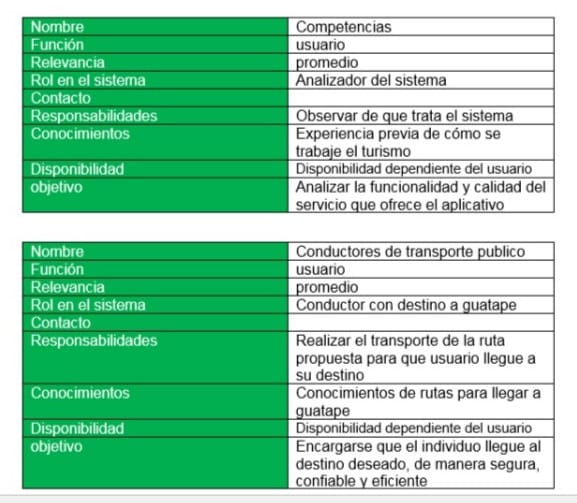 Nombre Competencias
Función usuario
Relevancia promedio
Rol en el sistema Analizador del sistema
Contacto
Responsabilidades Observar de que trata el sistema
Conocimientos Experiencia previa de cómo se
trabaje el turismo
Disponibilidad Disponibilidad dependiente del usuario
objetivo Analizar la funcionalidad y calidad del
servicio que ofrece el aplicativo
Nombre Conductores de transporte publico
Función usuario
Relevancia promedio
Rol en el sistema Conductor con destino a guatape
Contacto
Responsabilidades Realizar el transporte de la ruta
propuesta para que usuario llegue a
su destino
Conocimientos Conocimientos de rutas para llegar a
guatape
Disponibilidad Disponibilidad dependiente del usuario
objetivo Encargarse que el individuo llegue al
destino deseado, de manera segura,
confiable y eficiente